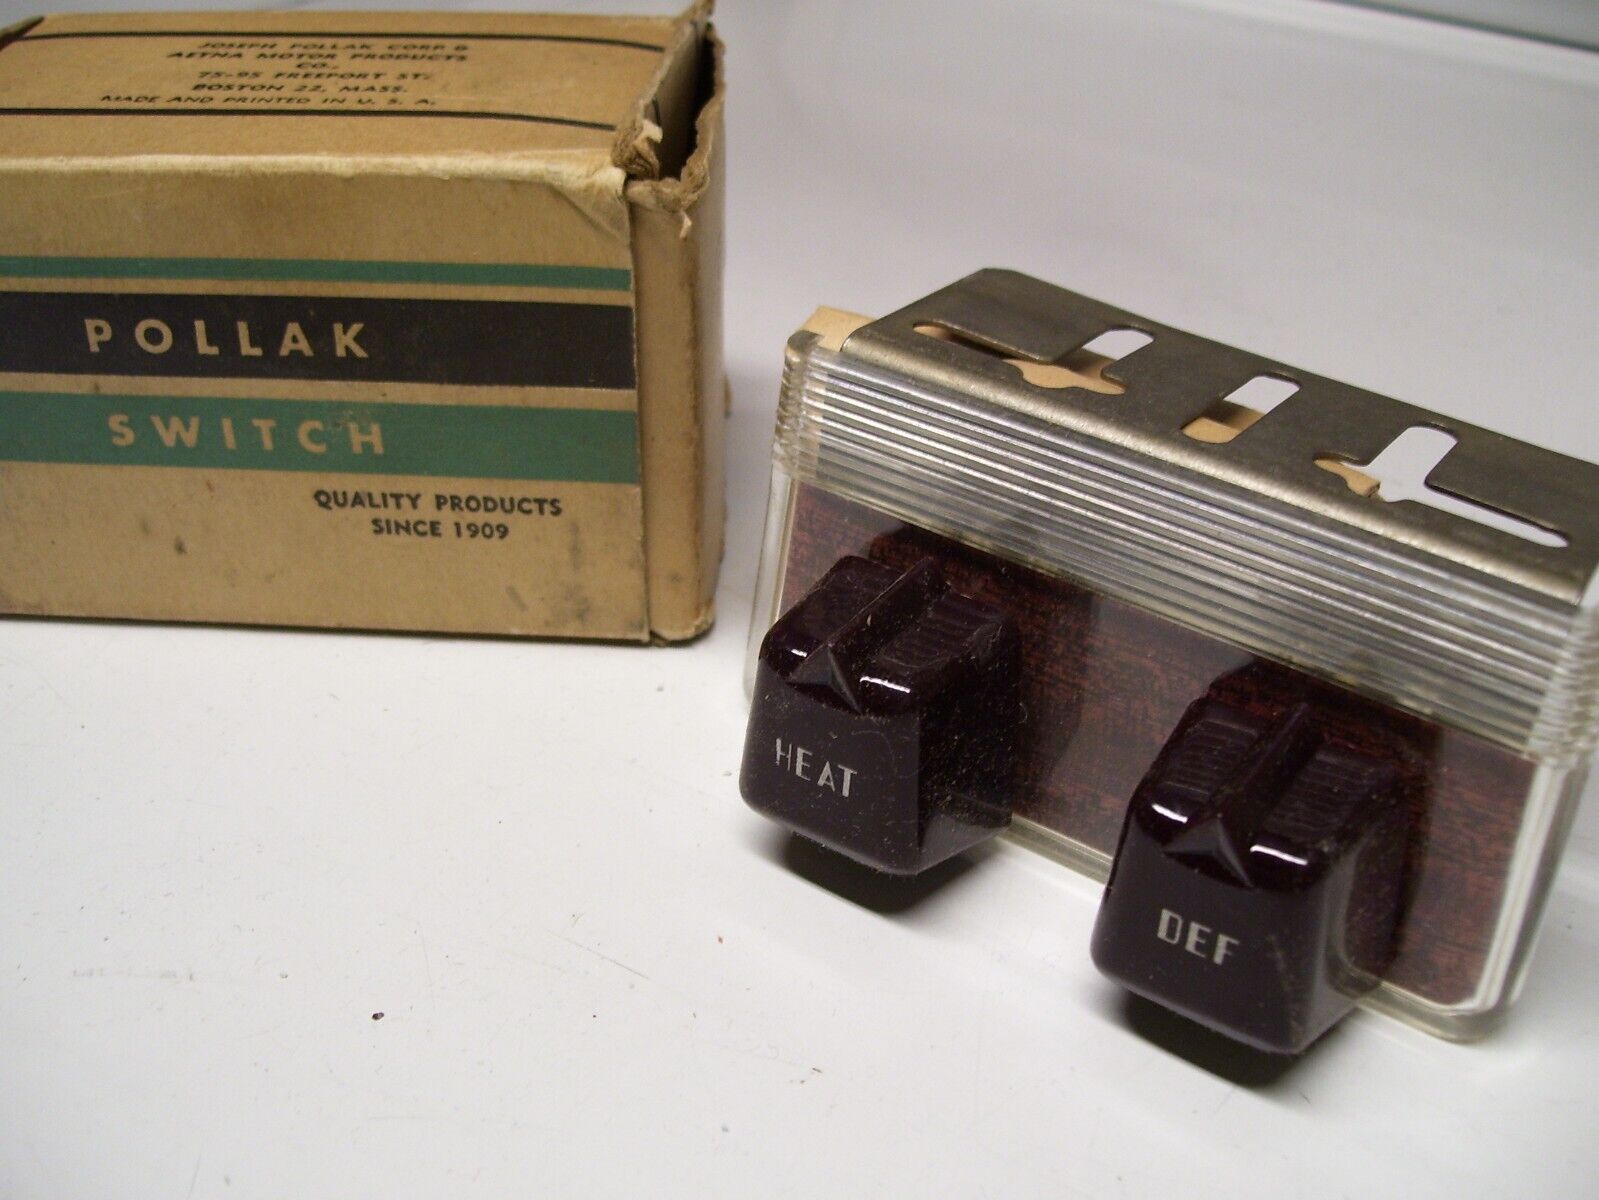 JOSEPH POLLAK CORP. &
AETNA MOTOR PRODUCTS
CO.,
75-95 FREEPORT ST.
BOSTON 22, MASS.
MADE AND PRINTED IN U. S. A.
POLLAK
SWITCH
QUALITY PRODUCTS
SINCE 1909
HEAT
DEF